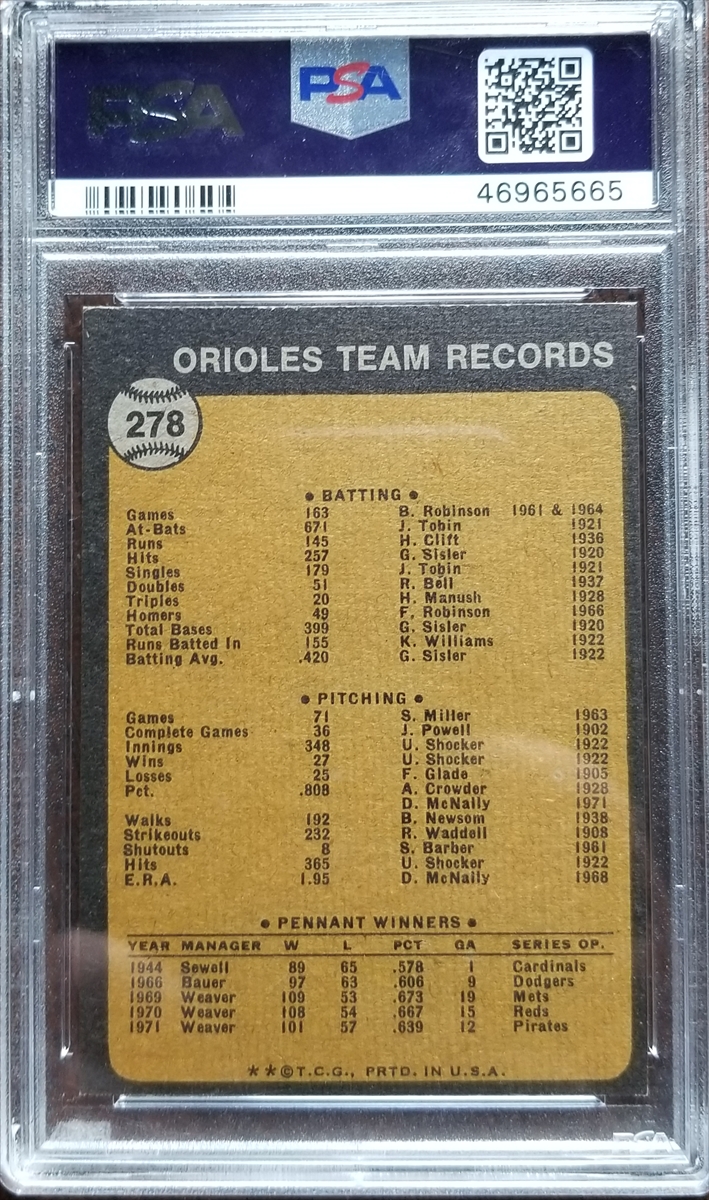 PSA PSA
46965665
ORIOLES TEAM RECORDS
278
• BATTING •
Games 163 B. Robinson 1961 & 1964
At-Bats 671 J. Tobin 1921
Runs 145 H. Clift 1936
Hits 257 G. Sisler 1920
Singles 179 J. Tobin 1921
Doubles 51 R. Bell 1937
Triples 20 H. Manush 1928
Homers 49 F. Robinson 1966
Total Bases 399 G. Sisler 1920
Runs Batted In 155 K. Williams 1922
Batting Avg. .420 G. Sisler 1922
• PITCHING •
Games 71 S. Miller 1963
Complete Games 36 J. Powell 1902
Innings 348 U. Shocker 1922
Wins 27 U. Shocker 1922
Losses 25 F. Glade 1905
Pct. .808 A. Crowder 1928
D. McNally 1971
Walks 192 B. Newsom 1938
Strikeouts 232 R. Waddell 1908
Shutouts 8 S. Barber 1961
Hits 365 U. Shocker 1922
E.R.A. 1.95 D. McNally 1968
• PENNANT WINNERS •
YEAR MANAGER W L PCT GA SERIES OP.
1944 Sewell 89 65 .578 1 Cardinals
1966 Bauer 97 63 .606 9 Dodgers
1969 Weaver 109 53 .673 19 Mets
1970 Weaver 108 54 .667 15 Reds
1971 Weaver 101 57 .639 12 Pirates
**©T.C.G., PRTD. IN U.S.A.
PSA